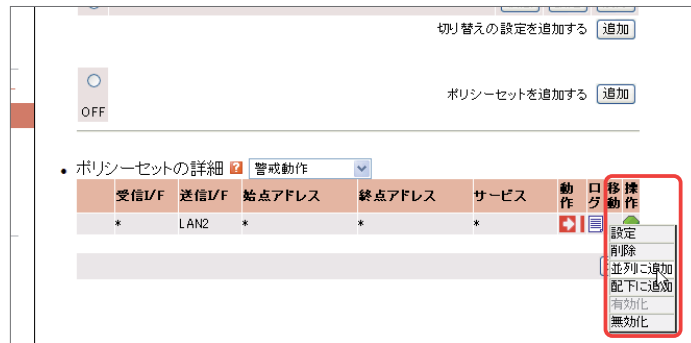 切り替えの設定を追加する 追加
ポリシーセットを追加する 追加
OFF
• ポリシーセットの詳細 ? 警戒動作
受信I/F 送信I/F 始点アドレス 終点アドレス サービス 動作 ログ 移動 操作
* LAN2 * * *
設定
削除
並列に追加
配下に追加
有効化
無効化